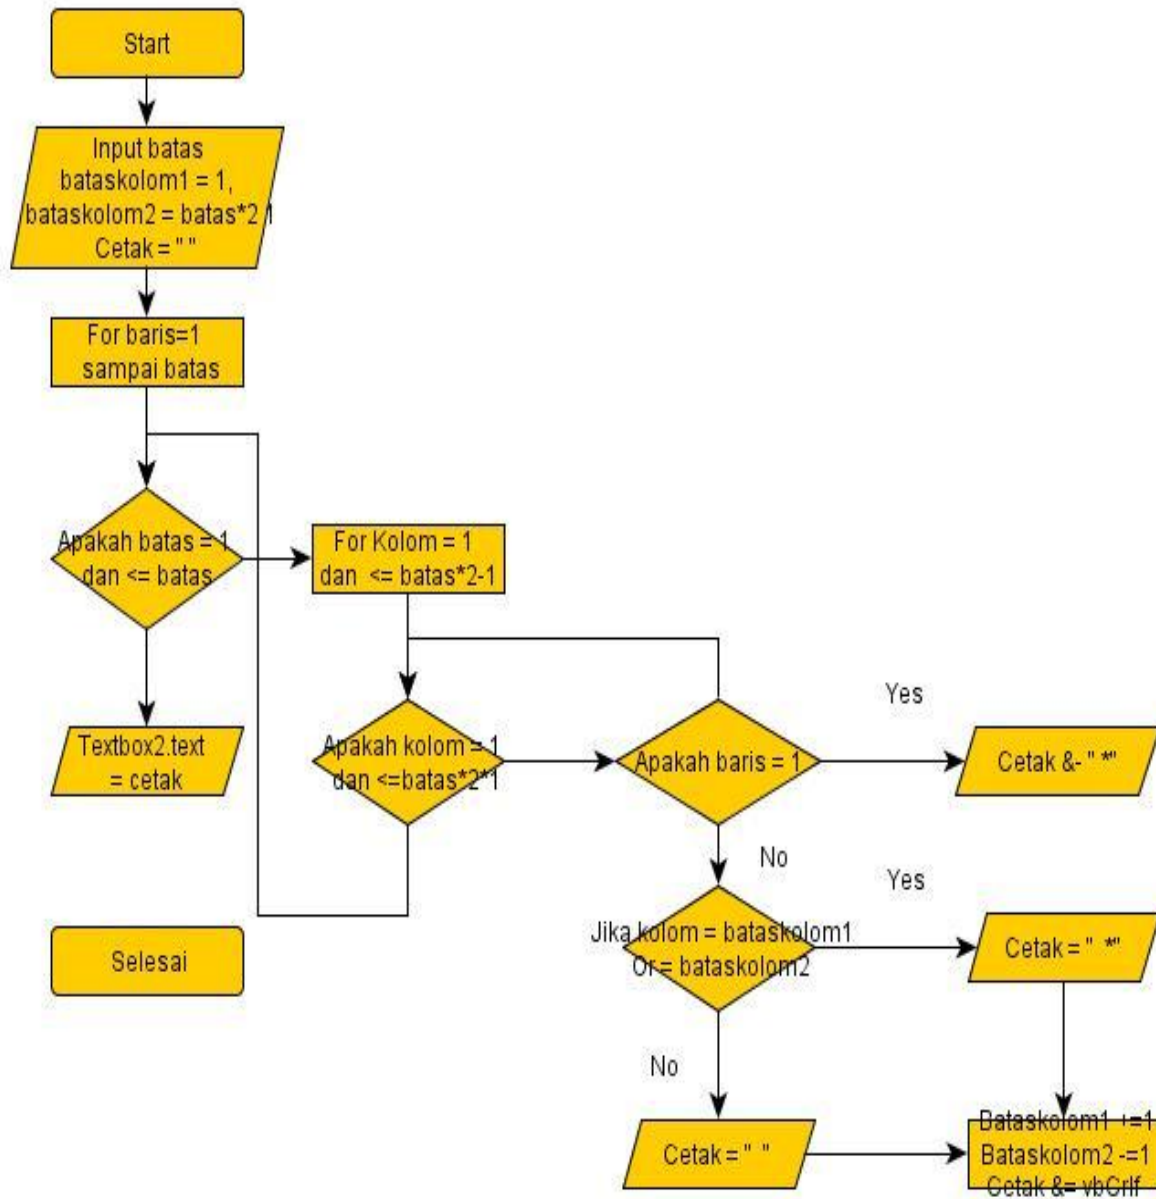 Start
Input batas
bataskolom1 = 1,
bataskolom2 = batas*2 1
Cetak = " "
For baris=1
sampai batas
Apakah batas = 1
dan <= batas
For Kolom = 1
dan <= batas*2-1
Textbox2.text
= cetak
Apakah kolom = 1
dan <=batas*2*1
Apakah baris = 1
Yes
Cetak &- " *"
No
Yes
Jika kolom = bataskolom1
Or = bataskolom2
Cetak = " *"
Selesai
No
Cetak = " "
Bataskolom1 +=1
Bataskolom2 -=1
Cetak &= vbCrlf